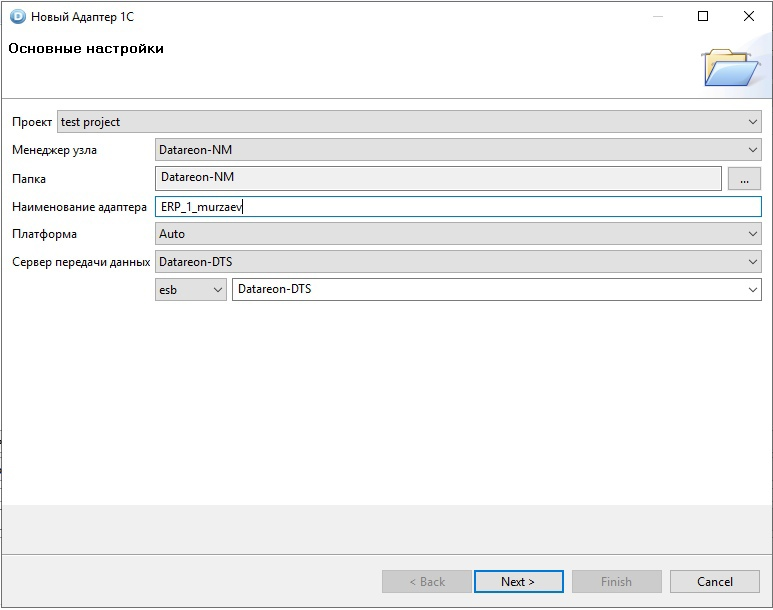 Новый Адаптер 1С
Основные настройки
Проект test project
Менеджер узла Datareon-NM
Папка Datareon-NM ...
Наименование адаптера ERP_1_murzaev
Платформа Auto
Сервер передачи данных Datareon-DTS
esb Datareon-DTS
< Back Next > Finish Cancel